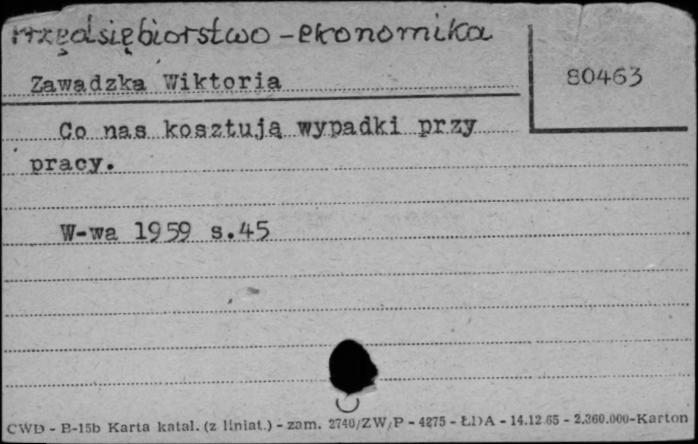 Przedsiębiorstwo - ekonomika
80463
Zawadzka Wiktoria
Co nas kosztują wypadki przy
pracy.
W-wa 1959 s.45
CWD - B-15b Karta katal. (z liniat.) - zam. 2740/ZW/P - 4275 - ŁDA - 14.12.65 - 2.360.000-Karton